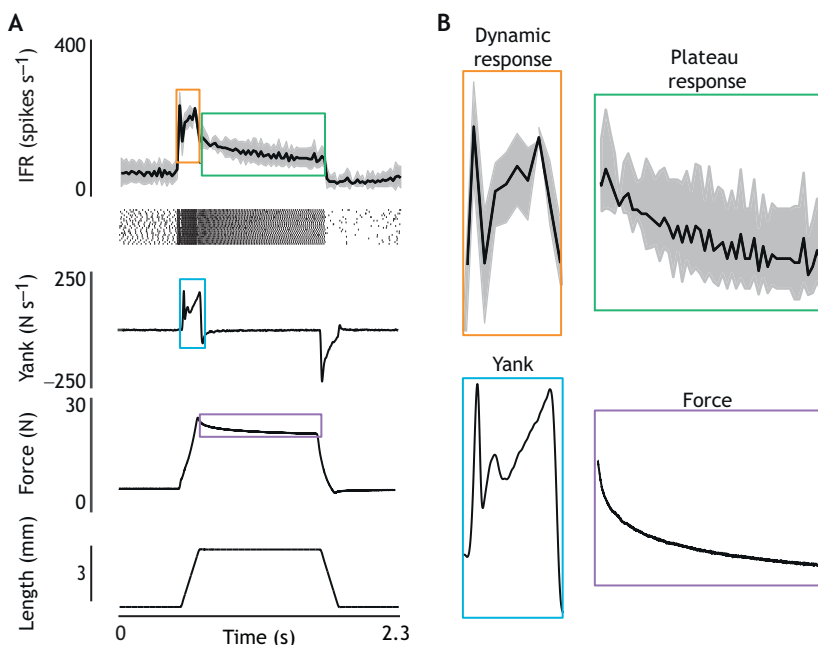 A
400
IFR (spikes s−1)
0
250
Yank (N s−1)
−250
30
Force (N)
0
Length (mm)
3
0
Time (s)
2.3
B
Dynamic
response
Plateau
response
Yank
Force